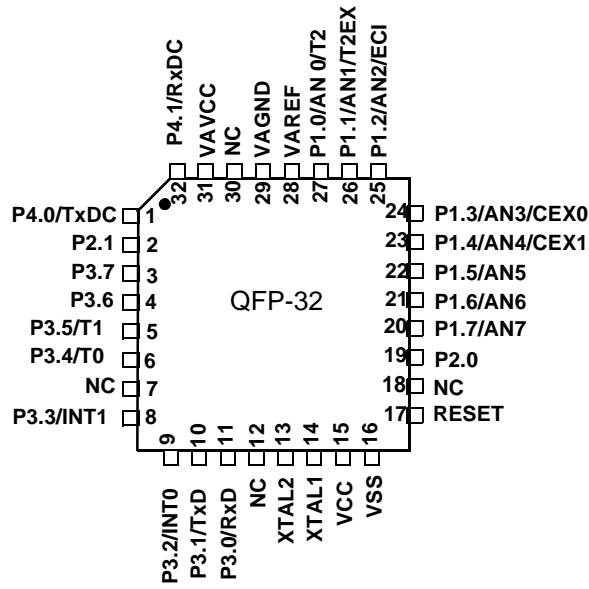 P4.1/RxDC
VAVCC
NC
VAGND
VAREF
P1.0/AN 0/T2
P1.1/AN1/T2EX
P1.2/AN2/ECI
32
31
30
29
28
27
26
25
P4.0/TxDC 1
P2.1 2
P3.7 3
P3.6 4
P3.5/T1 5
P3.4/T0 6
NC 7
P3.3/INT1 8
QFP-32
24 P1.3/AN3/CEX0
23 P1.4/AN4/CEX1
22 P1.5/AN5
21 P1.6/AN6
20 P1.7/AN7
19 P2.0
18 NC
17 RESET
9
10
11
12
13
14
15
16
P3.2/INT0
P3.1/TxD
P3.0/RxD
NC
XTAL2
XTAL1
VCC
VSS